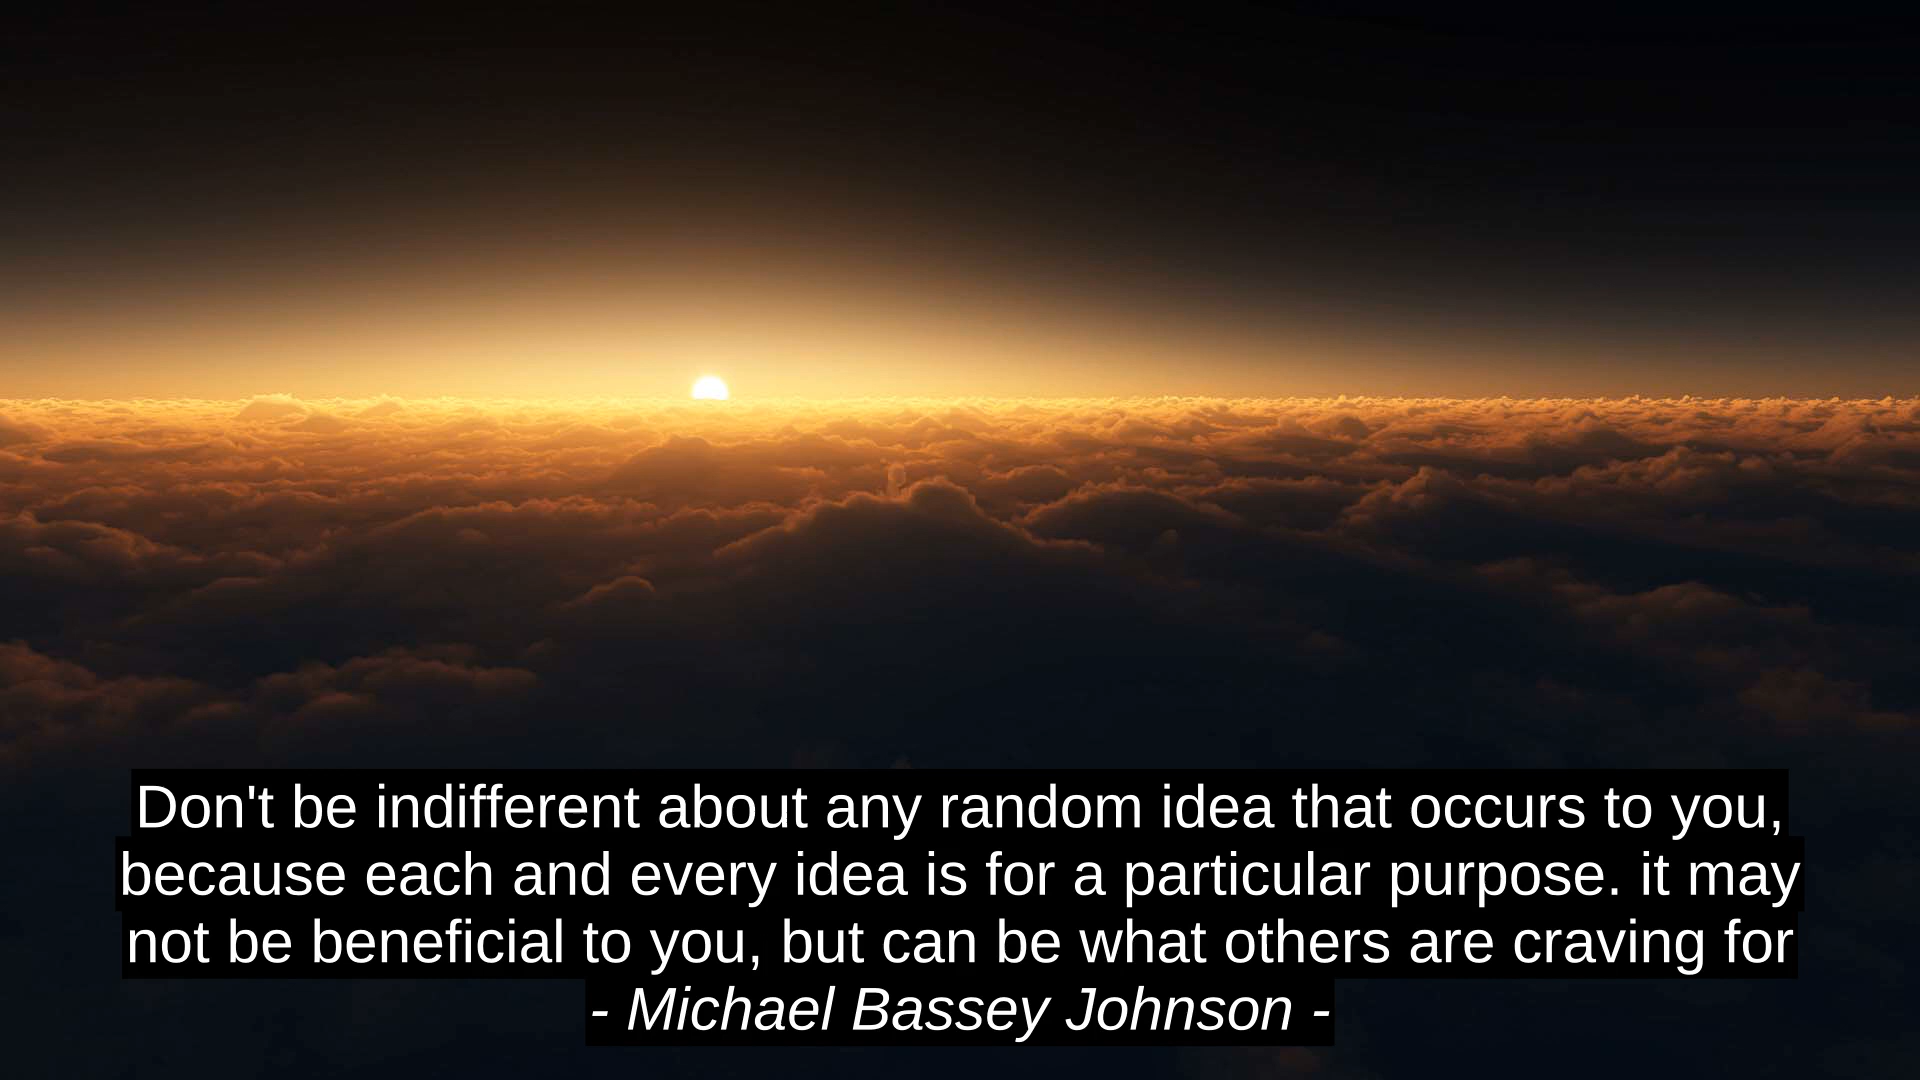 Don't be indifferent about any random idea that occurs to you,
because each and every idea is for a particular purpose. it may
not be beneficial to you, but can be what others are craving for
- Michael Bassey Johnson -